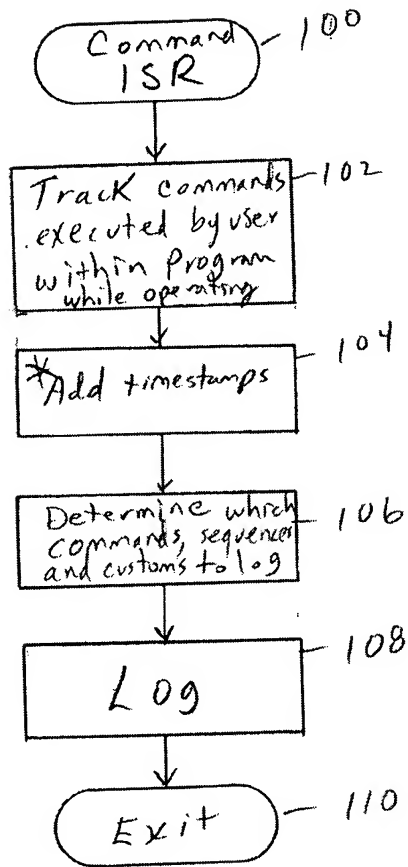 Command
ISR
100
Track commands
executed by user
within Program
while operating
102
*Add timestamps
104
Determine which
commands, sequences
and customs to log
106
Log
108
Exit
110